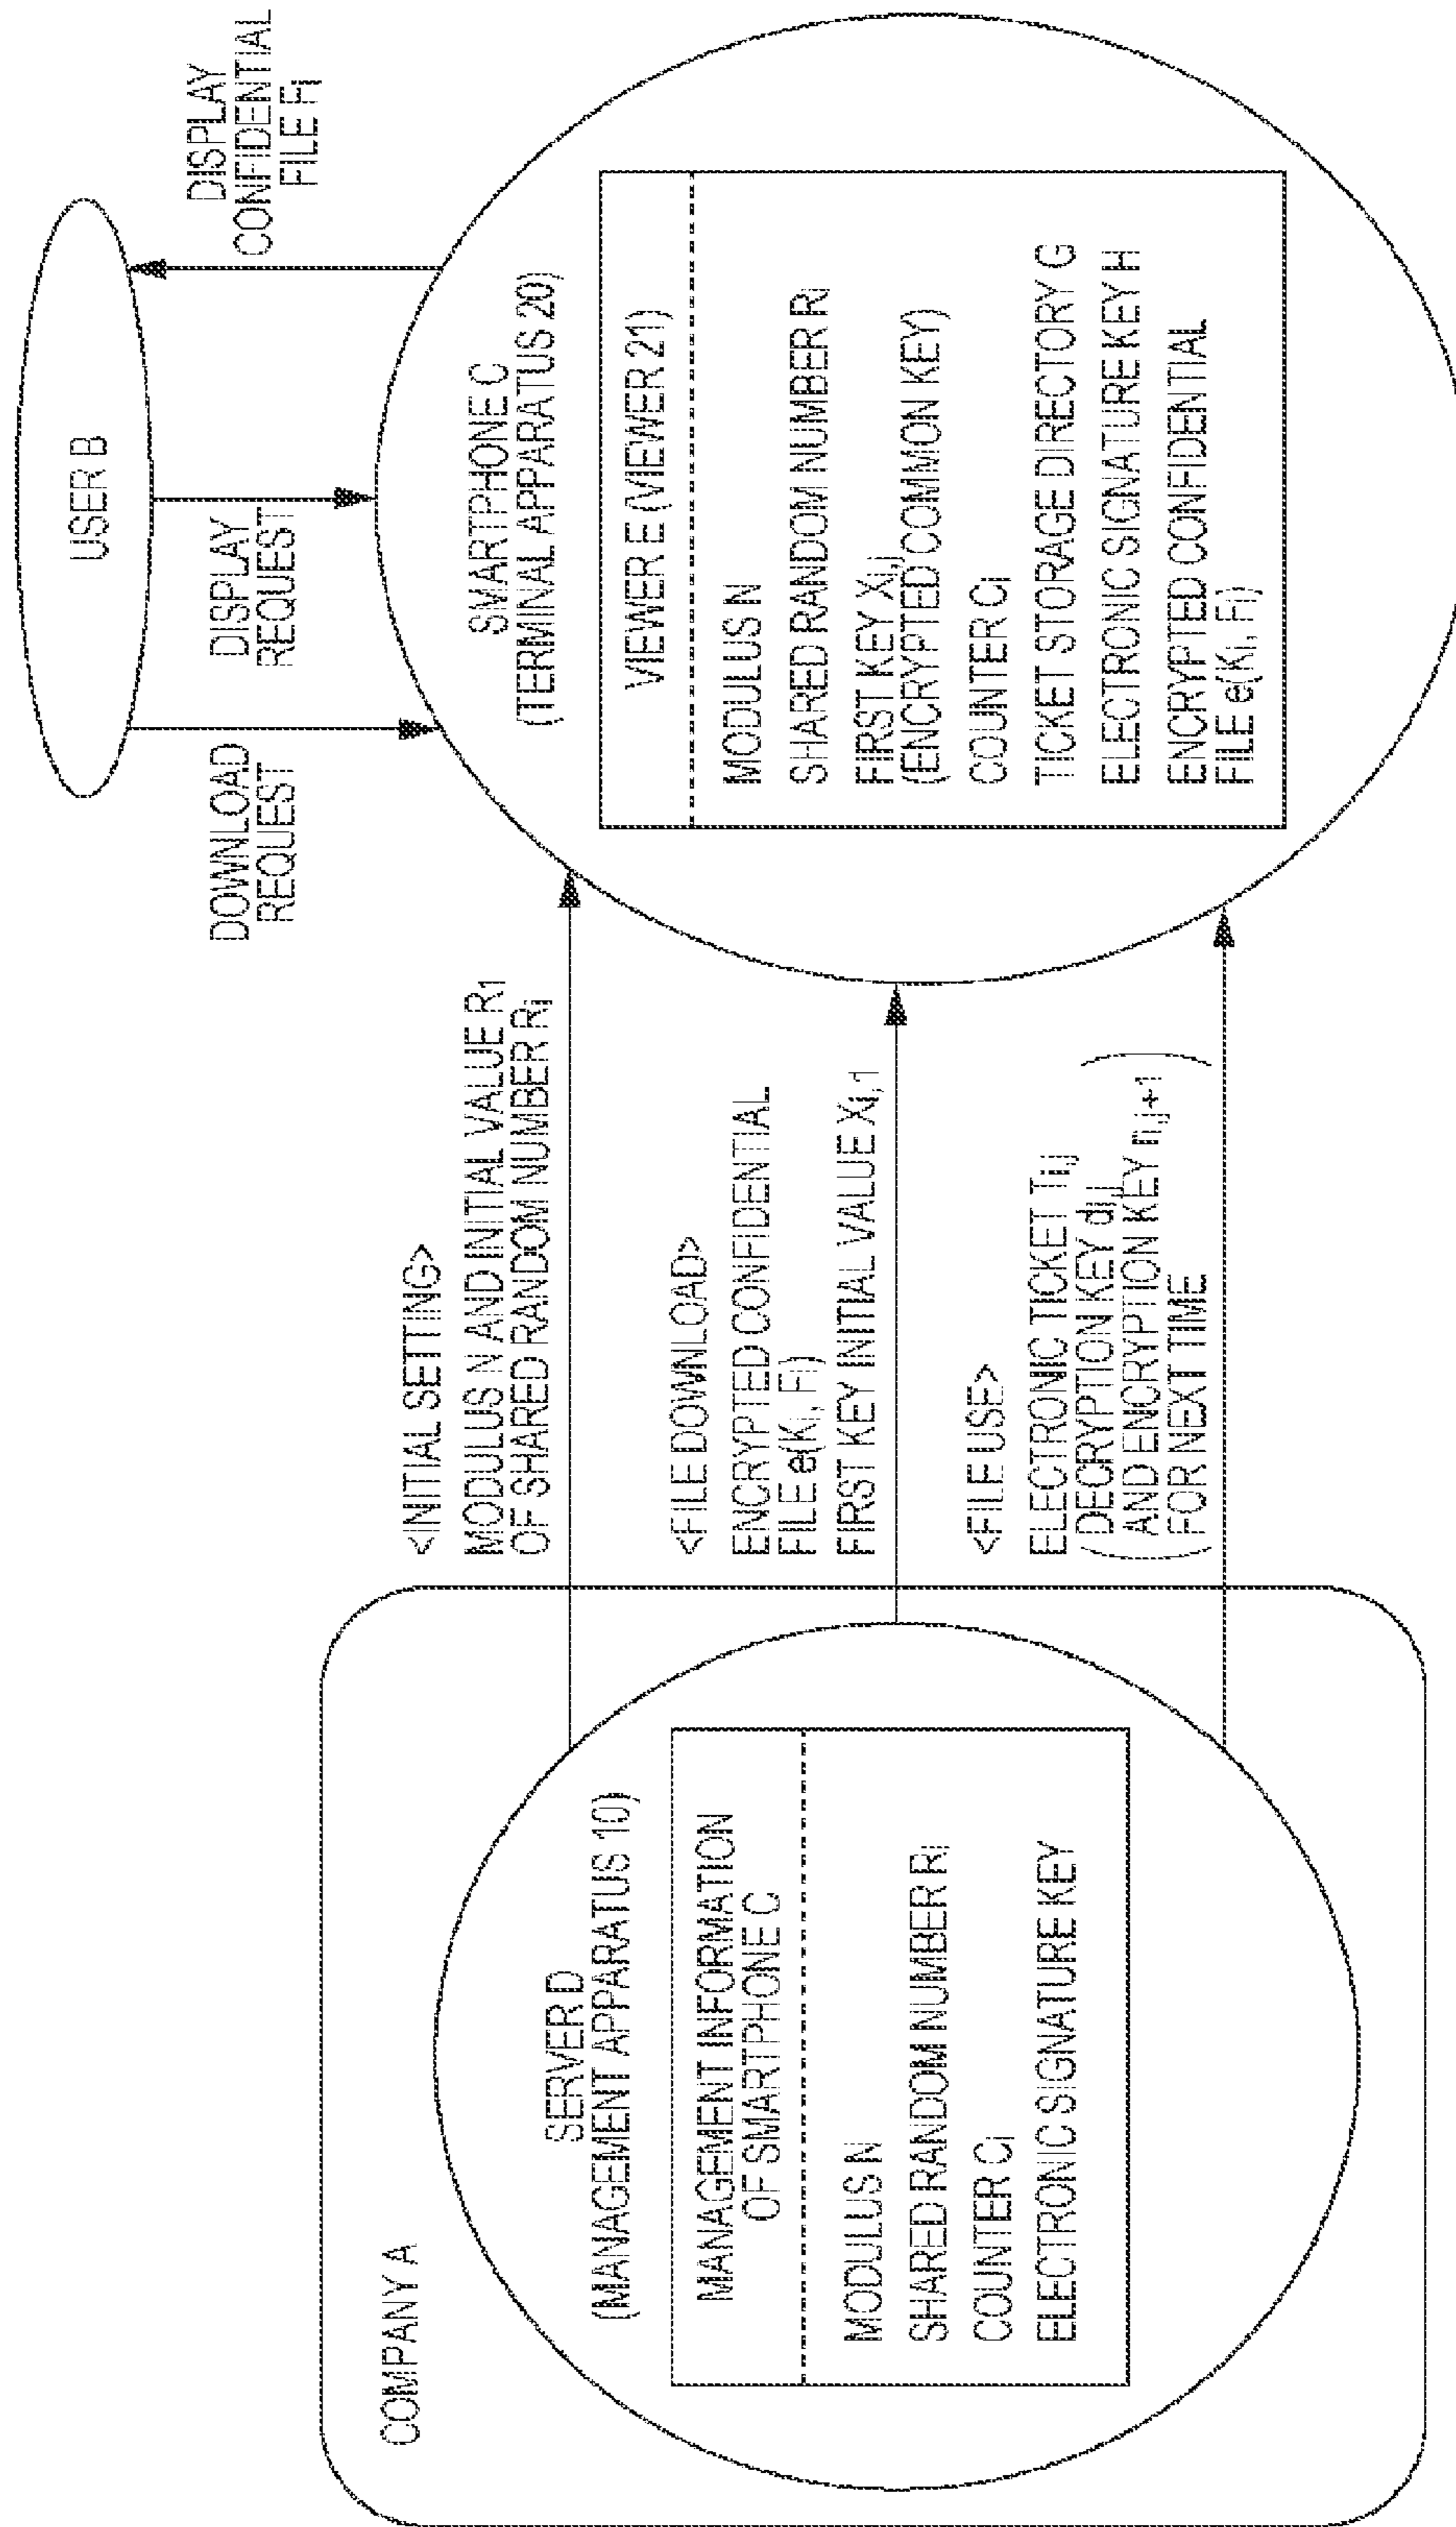 COMPANY A
SERVER D
(MANAGEMENT APPARATUS 10)
MANAGEMENT INFORMATION
OF SMARTPHONE C
MODULUS N
SHARED RANDOM NUMBER Ri
COUNTER Ci
ELECTRONIC SIGNATURE KEY
<INITIAL SETTING>
MODULUS N AND INITIAL VALUE R1
OF SHARED RANDOM NUMBER Ri
<FILE DOWNLOAD>
ENCRYPTED CONFIDENTIAL
FILE e(Ki, Fi)
FIRST KEY INITIAL VALUE Xi,1
<FILE USE>
ELECTRONIC TICKET Ti,j
(DECRYPTION KEY di,j
AND ENCRYPTION KEY ri,j+1
FOR NEXT TIME)
DOWNLOAD
REQUEST
DISPLAY
REQUEST
USER B
DISPLAY
CONFIDENTIAL
FILE Fi
SMARTPHONE C
(TERMINAL APPARATUS 20)
VIEWER E (VIEWER 21)
MODULUS N
SHARED RANDOM NUMBER Ri
FIRST KEY Xi,j
(ENCRYPTED COMMON KEY)
COUNTER Ci
TICKET STORAGE DIRECTORY G
ELECTRONIC SIGNATURE KEY H
ENCRYPTED CONFIDENTIAL
FILE e(Ki, Fi)